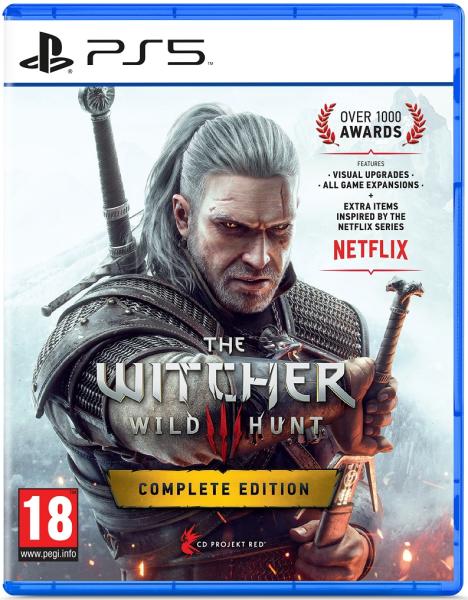 PS5
OVER 1000
AWARDS
FEATURES
· VISUAL UPGRADES ·
· ALL GAME EXPANSIONS ·
+
EXTRA ITEMS
INSPIRED BY THE
NETFLIX SERIES
NETFLIX
THE
WITCHER
WILD III HUNT
COMPLETE EDITION
18
www.pegi.info
CD PROJEKT RED